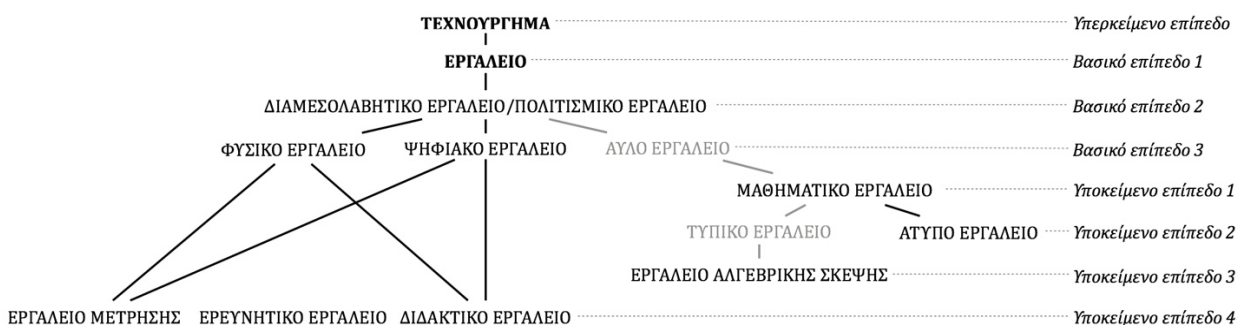 ΤΕΧΝΟΥΡΓΗΜΑ Υπερκείμενο επίπεδο
ΕΡΓΑΛΕΙΟ Βασικό επίπεδο 1
ΔΙΑΜΕΣΟΛΑΒΗΤΙΚΟ ΕΡΓΑΛΕΙΟ/ΠΟΛΙΤΙΣΜΙΚΟ ΕΡΓΑΛΕΙΟ Βασικό επίπεδο 2
ΦΥΣΙΚΟ ΕΡΓΑΛΕΙΟ ΨΗΦΙΑΚΟ ΕΡΓΑΛΕΙΟ ΑΥΛΟ ΕΡΓΑΛΕΙΟ Βασικό επίπεδο 3
ΜΑΘΗΜΑΤΙΚΟ ΕΡΓΑΛΕΙΟ Υποκείμενο επίπεδο 1
ΤΥΠΙΚΟ ΕΡΓΑΛΕΙΟ ΑΤΥΠΟ ΕΡΓΑΛΕΙΟ Υποκείμενο επίπεδο 2
ΕΡΓΑΛΕΙΟ ΑΛΓΕΒΡΙΚΗΣ ΣΚΕΨΗΣ Υποκείμενο επίπεδο 3
ΕΡΓΑΛΕΙΟ ΜΕΤΡΗΣΗΣ ΕΡΕΥΝΗΤΙΚΟ ΕΡΓΑΛΕΙΟ ΔΙΔΑΚΤΙΚΟ ΕΡΓΑΛΕΙΟ Υποκείμενο επίπεδο 4